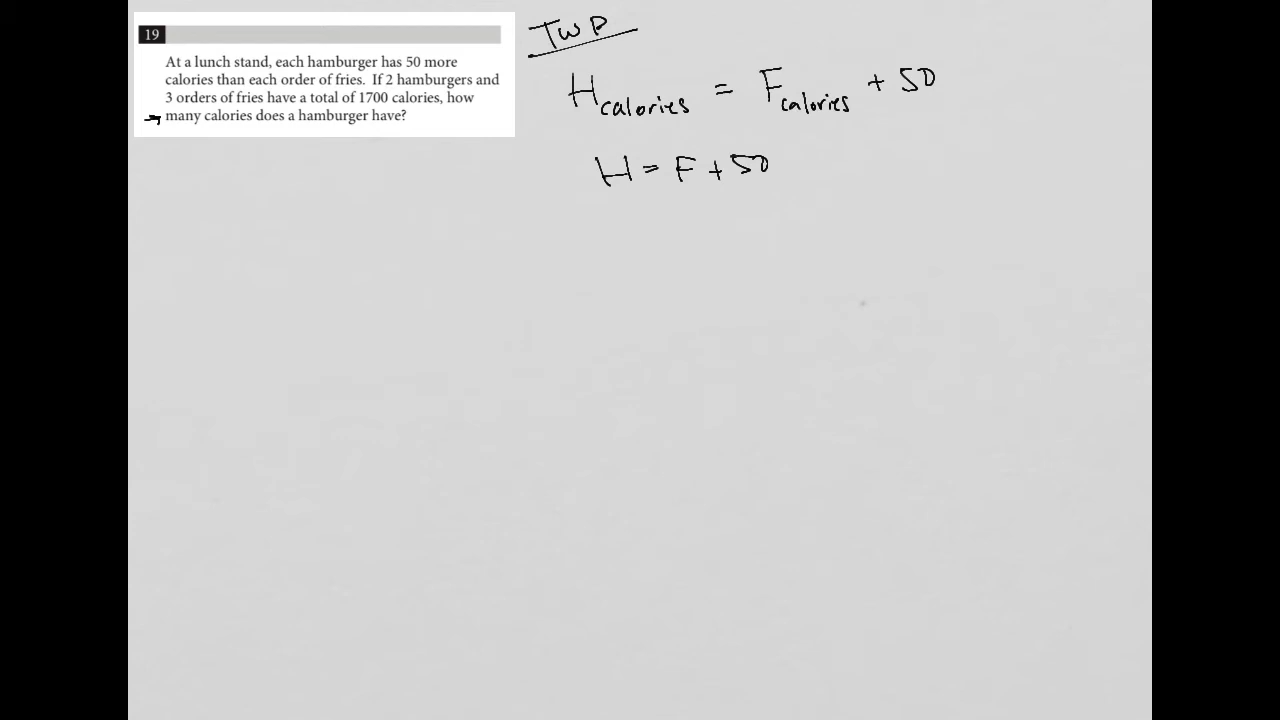 19
At a lunch stand, each hamburger has 50 more
calories than each order of fries. If 2 hamburgers and
3 orders of fries have a total of 1700 calories, how
many calories does a hamburger have?
TWP
H calories = F calories + 50
H = F + 50